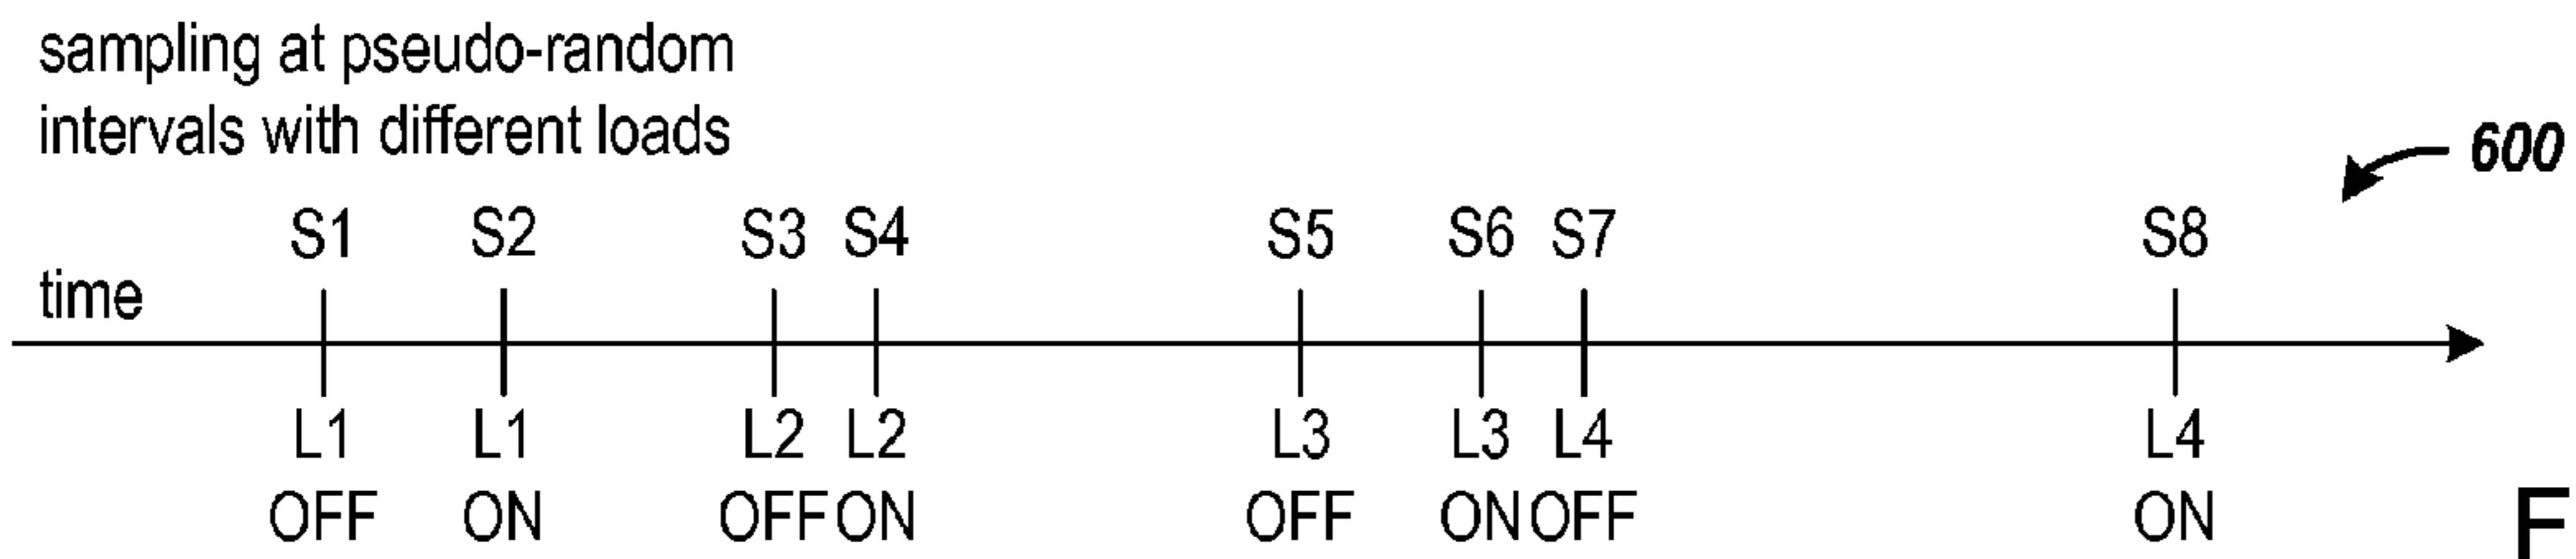 sampling at pseudo-random
intervals with different loads
600
S1 S2 S3 S4 S5 S6 S7 S8
time
L1 L1 L2 L2 L3 L3 L4 L4
OFF ON OFF ON OFF ON OFF ON
F